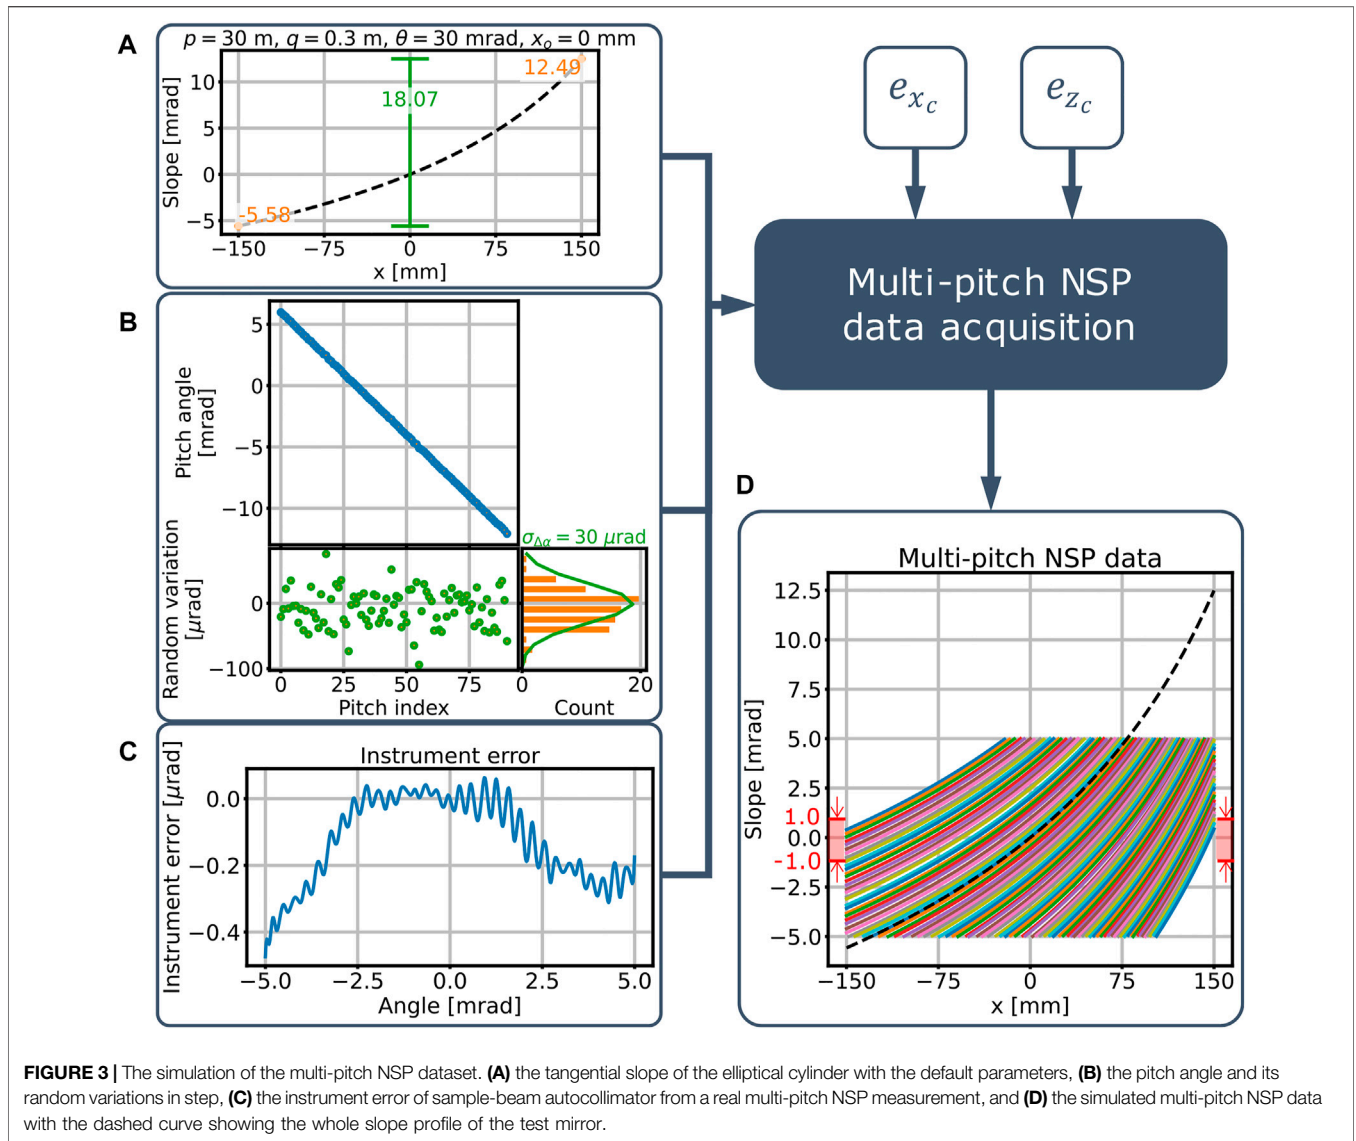 A
p = 30 m, q = 0.3 m, θ = 30 mrad, xₒ = 0 mm
Slope [mrad]
10
5
0
−5
12.49
18.07
-5.58
−150
−75
0
75
150
x [mm]
B
Pitch angle
[mrad]
5
0
−5
−10
Random variation
[μrad]
0
−100
σ_Δα = 30 μrad
0
25
50
75
Pitch index
0
20
Count
C
Instrument error
Instrument error [μrad]
0.0
−0.2
−0.4
−5.0
−2.5
0.0
2.5
5.0
Angle [mrad]
e_{x_c}
e_{z_c}
Multi-pitch NSP
data acquisition
D
Multi-pitch NSP data
Slope [mrad]
12.5
10.0
7.5
5.0
2.5
1.0
0.0
-1.0
−2.5
−5.0
−150
−75
0
75
150
x [mm]
FIGURE 3 | The simulation of the multi-pitch NSP dataset. (A) the tangential slope of the elliptical cylinder with the default parameters, (B) the pitch angle and its
random variations in step, (C) the instrument error of sample-beam autocollimator from a real multi-pitch NSP measurement, and (D) the simulated multi-pitch NSP data
with the dashed curve showing the whole slope profile of the test mirror.